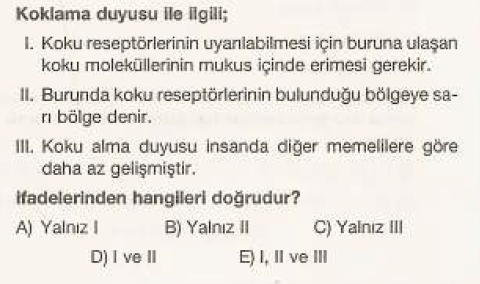 Koklama duyusu ile ilgili;
I. Koku reseptörlerinin uyarılabilmesi için buruna ulaşan
koku moleküllerinin mukus içinde erimesi gerekir.
II. Burunda koku reseptörlerinin bulunduğu bölgeye sa-
rı bölge denir.
III. Koku alma duyusu insanda diğer memelilere göre
daha az gelişmiştir.
ifadelerinden hangileri doğrudur?
A) Yalnız I B) Yalnız II C) Yalnız III
D) I ve II E) I, II ve III